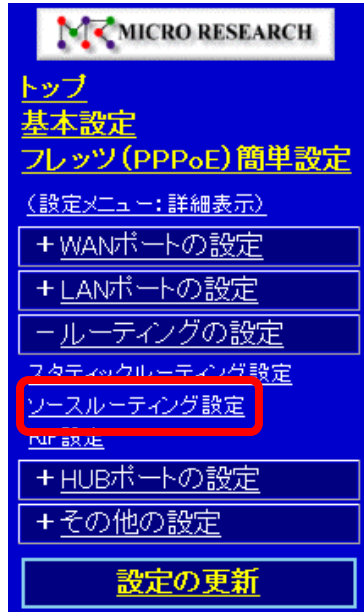 MICRO RESEARCH
トップ
基本設定
フレッツ(PPPoE)簡単設定
(設定メニュー:詳細表示)
+WANポートの設定
+LANポートの設定
−ルーティングの設定
スタティックルーティング設定
ソースルーティング設定
RIP設定
+HUBポートの設定
+その他の設定
設定の更新